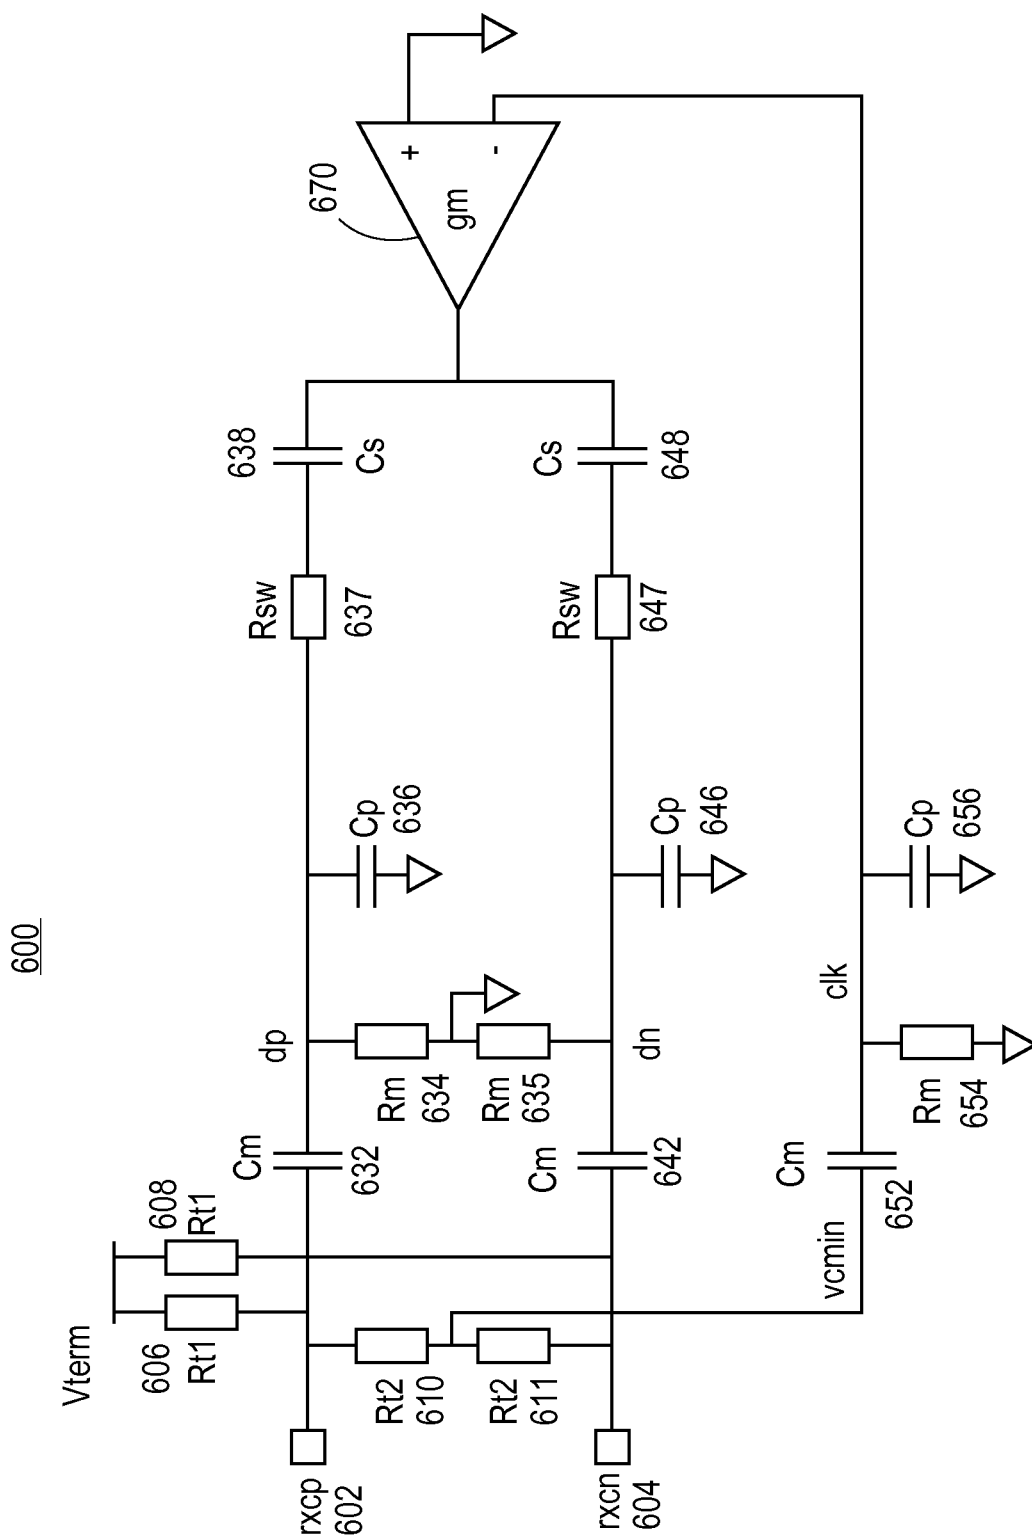 600
Vterm
606
Rt1
608
Rt1
rxcp
602
Rt2
610
Rt2
611
rxcn
604
Cm
632
dp
Rm
634
Rm
635
Cp
636
Rsw
637
638
Cs
Cm
642
dn
Cp
646
Rsw
647
Cs
648
670
+
-
gm
vcmin
Cm
652
clk
Rm
654
Cp
656